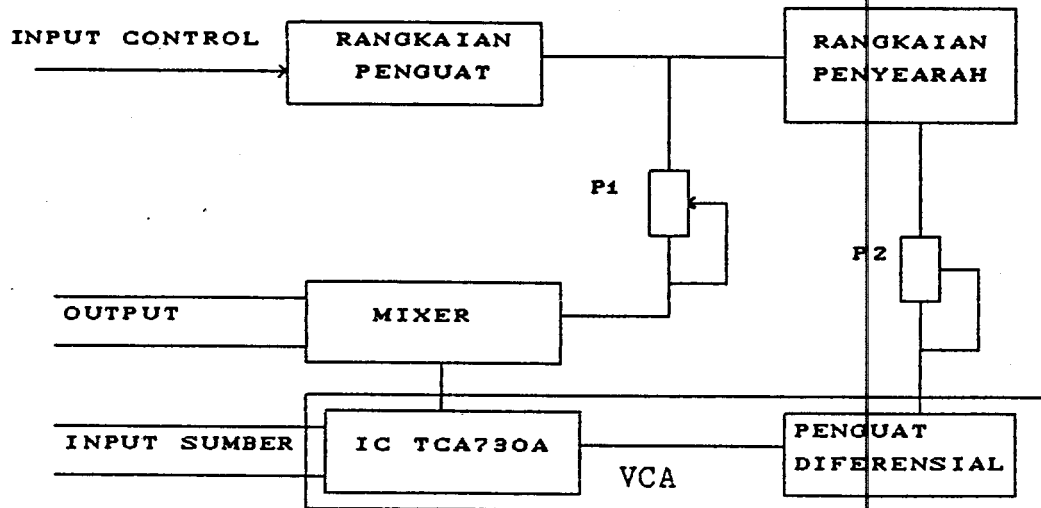 INPUT CONTROL
RANGKAIAN
PENGUAT
RANGKAIAN
PENYEARAH
P1
P2
OUTPUT
MIXER
INPUT SUMBER
IC TCA730A
VCA
PENGUAT
DIFERENSIAL